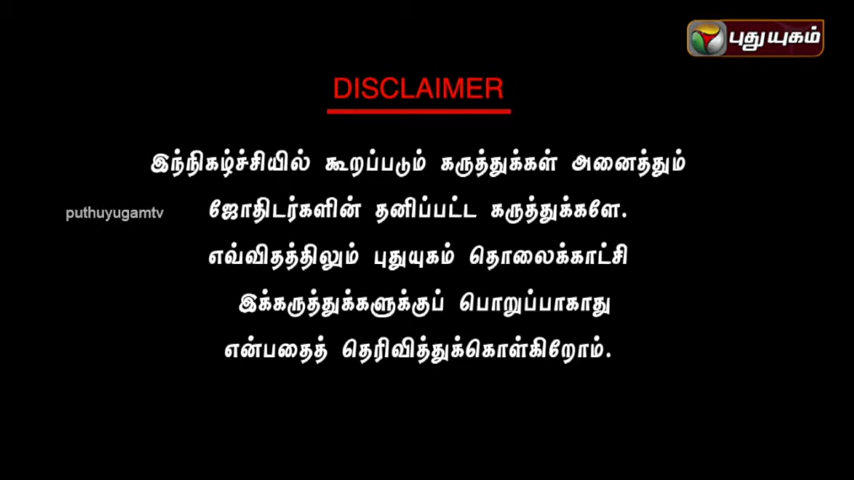 புதுயுகம்
DISCLAIMER
இந்நிகழ்ச்சியில் கூறப்படும் கருத்துக்கள் அனைத்தும்
puthuyugamtv
ஜோதிடர்களின் தனிப்பட்ட கருத்துக்களே.
எவ்விதத்திலும் புதுயுகம் தொலைக்காட்சி
இக்கருத்துக்களுக்குப் பொறுப்பாகாது
என்பதைத் தெரிவித்துக்கொள்கிறோம்.